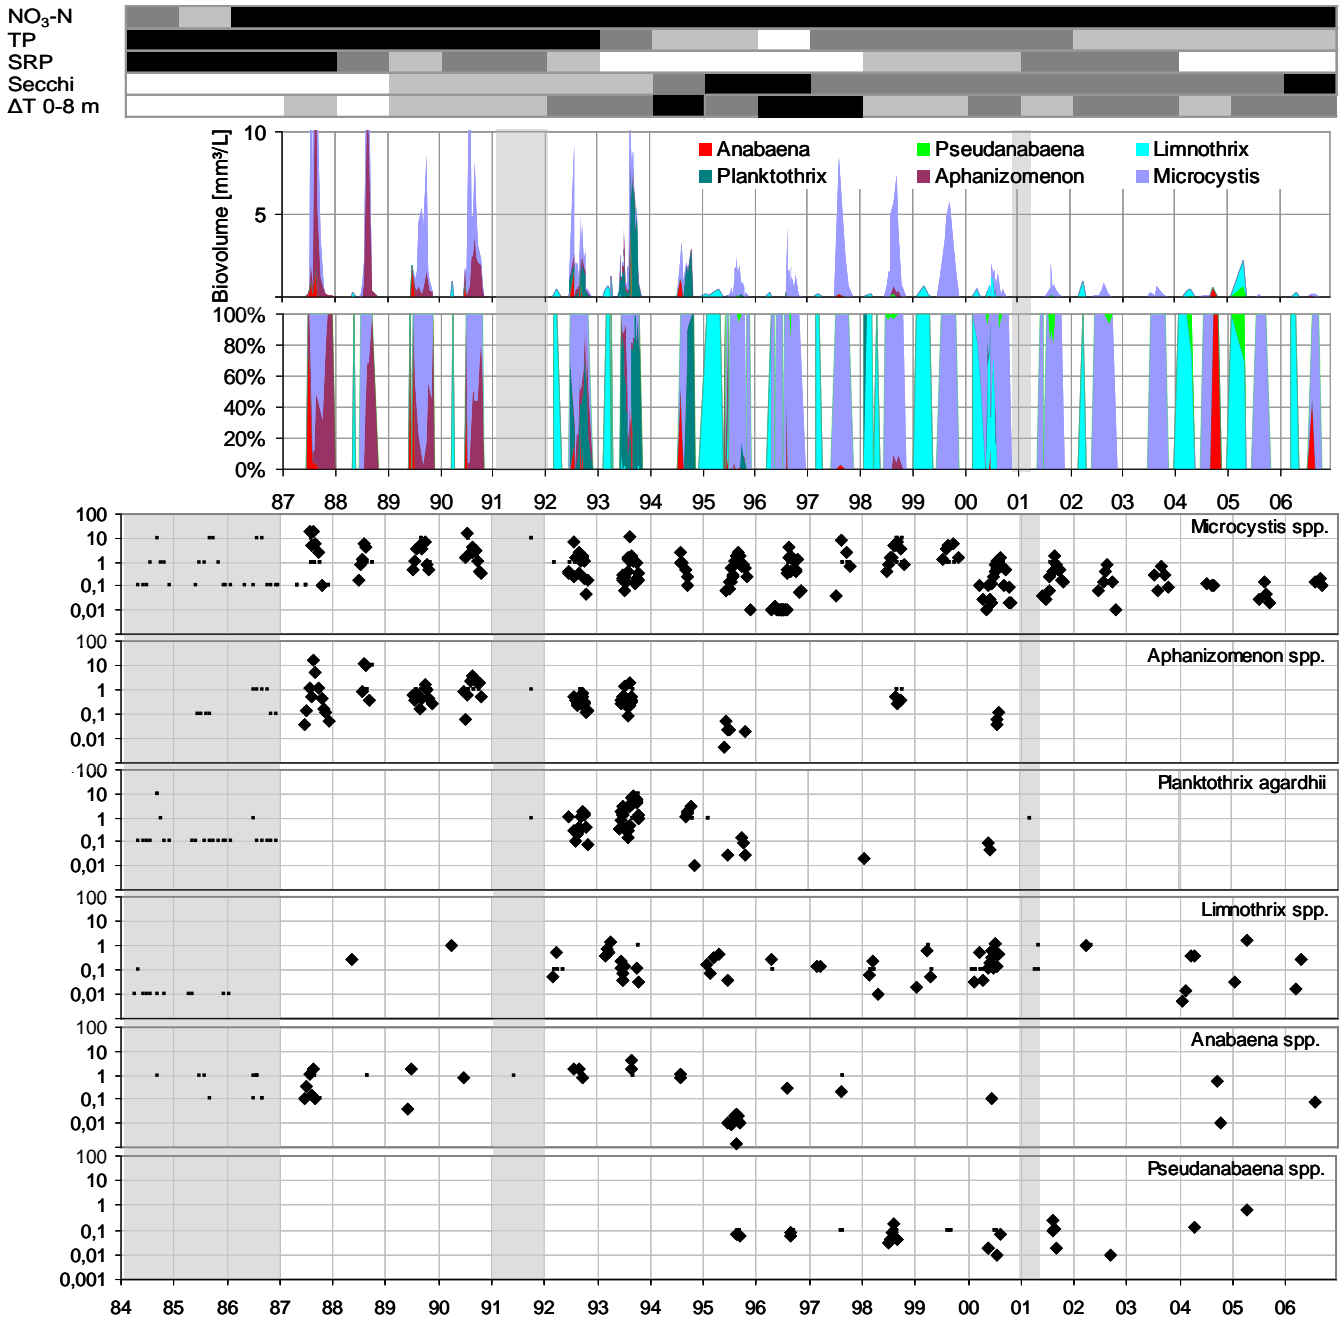 NO₃-N
TP
SRP
Secchi
ΔT 0-8 m
Biovolume [mm³/L]
10
5
Anabaena
Pseudanabaena
Limnothrix
Planktothrix
Aphanizomenon
Microcystis
100%
80%
60%
40%
20%
0%
87 88 89 90 91 92 93 94 95 96 97 98 99 00 01 02 03 04 05 06
Microcystis spp.
100
10
1
0,1
0,01
Aphanizomenon spp.
100
10
1
0,1
0.01
Planktothrix agardhii
100
10
1
0,1
0,01
Limnothrix spp.
100
10
1
0,1
0,01
Anabaena spp.
100
10
1
0,1
0,01
Pseudanabaena spp.
100
10
1
0,1
0,01
0,001
84 85 86 87 88 89 90 91 92 93 94 95 96 97 98 99 00 01 02 03 04 05 06